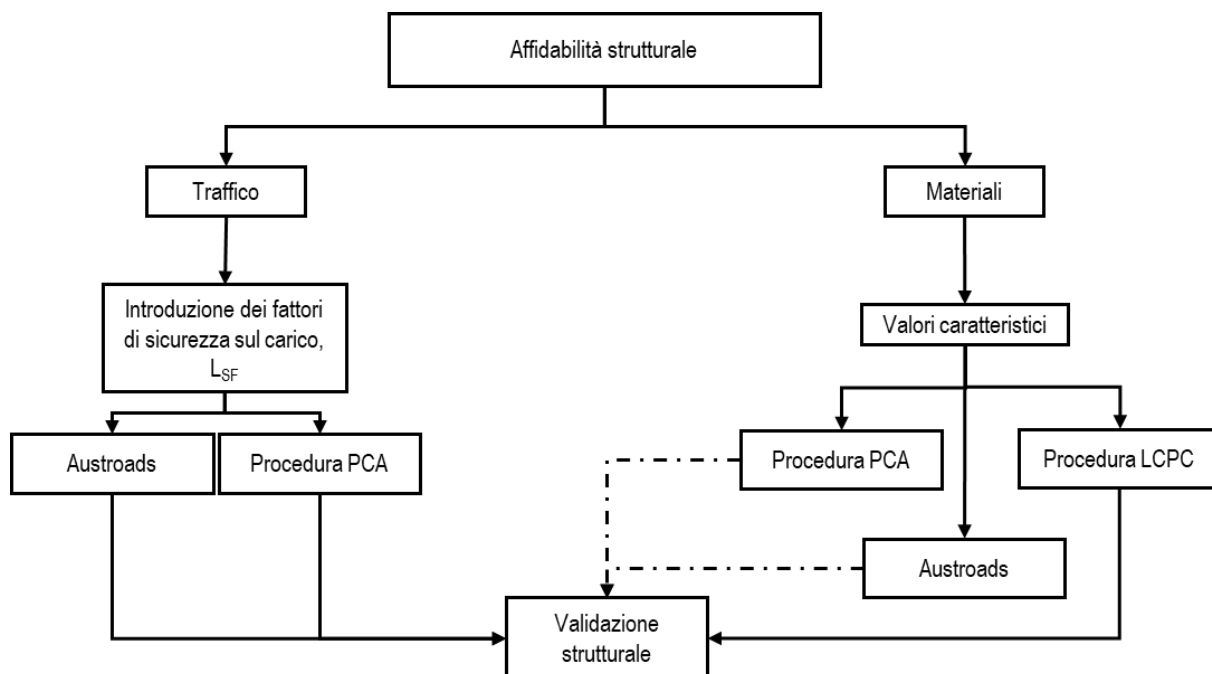 Affidabilità strutturale
Traffico
Materiali
Introduzione dei fattori
di sicurezza sul carico,
LSF
Valori caratteristici
Austroads
Procedura PCA
Procedura PCA
Procedura LCPC
Austroads
Validazione
strutturale